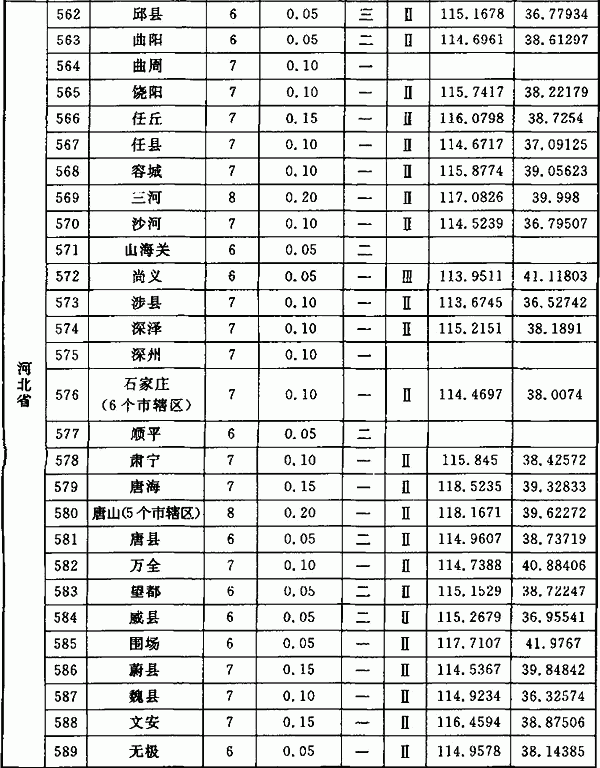 河北省
562 邱县 6 0.05 三 Ⅱ 115.1678 36.77934
563 曲阳 6 0.05 二 Ⅱ 114.6961 38.61297
564 曲周 7 0.10 一
565 饶阳 7 0.10 一 Ⅱ 115.7417 38.22179
566 任丘 7 0.15 一 Ⅱ 116.0798 38.7254
567 任县 7 0.10 一 Ⅱ 114.6717 37.09125
568 容城 7 0.10 一 Ⅱ 115.8774 39.05623
569 三河 8 0.20 一 Ⅱ 117.0826 39.998
570 沙河 7 0.10 一 Ⅱ 114.5239 36.79507
571 山海关 6 0.05 二
572 尚义 6 0.05 一 Ⅲ 113.9511 41.11803
573 涉县 7 0.10 一 Ⅱ 113.6745 36.52742
574 深泽 7 0.10 一 Ⅱ 115.2151 38.1891
575 深州 7 0.10 一
576 石家庄
(6个市辖区) 7 0.10 一 Ⅱ 114.4697 38.0074
577 顺平 6 0.05 二
578 肃宁 7 0.10 一 Ⅱ 115.845 38.42572
579 唐海 7 0.15 一 Ⅱ 118.5235 39.32833
580 唐山(5个市辖区) 8 0.20 一 Ⅱ 118.1671 39.62272
581 唐县 6 0.05 二 Ⅱ 114.9607 38.73719
582 万全 7 0.10 一 Ⅱ 114.7388 40.88406
583 望都 6 0.05 二 Ⅱ 115.1529 38.72247
584 威县 6 0.05 二 Ⅱ 115.2679 36.95541
585 围场 6 0.05 一 Ⅱ 117.7107 41.9767
586 蔚县 7 0.15 一 Ⅱ 114.5367 39.84842
587 魏县 7 0.10 一 Ⅱ 114.9234 36.32574
588 文安 7 0.15 一 Ⅱ 116.4594 38.87506
589 无极 6 0.05 一 Ⅱ 114.9578 38.14385